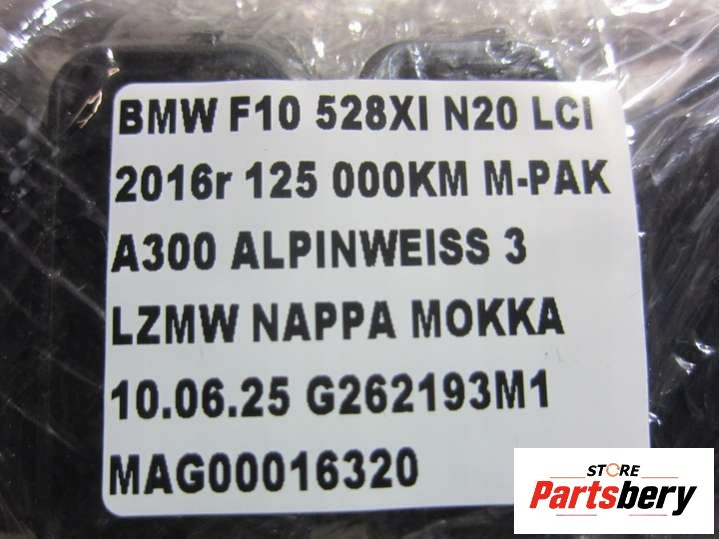 BMW F10 528XI N20 LCI
2016r 125 000KM M-PAK
A300 ALPINWEISS 3
LZMW NAPPA MOKKA
10.06.25 G262193M1
MAG00016320
STORE
Partsbery